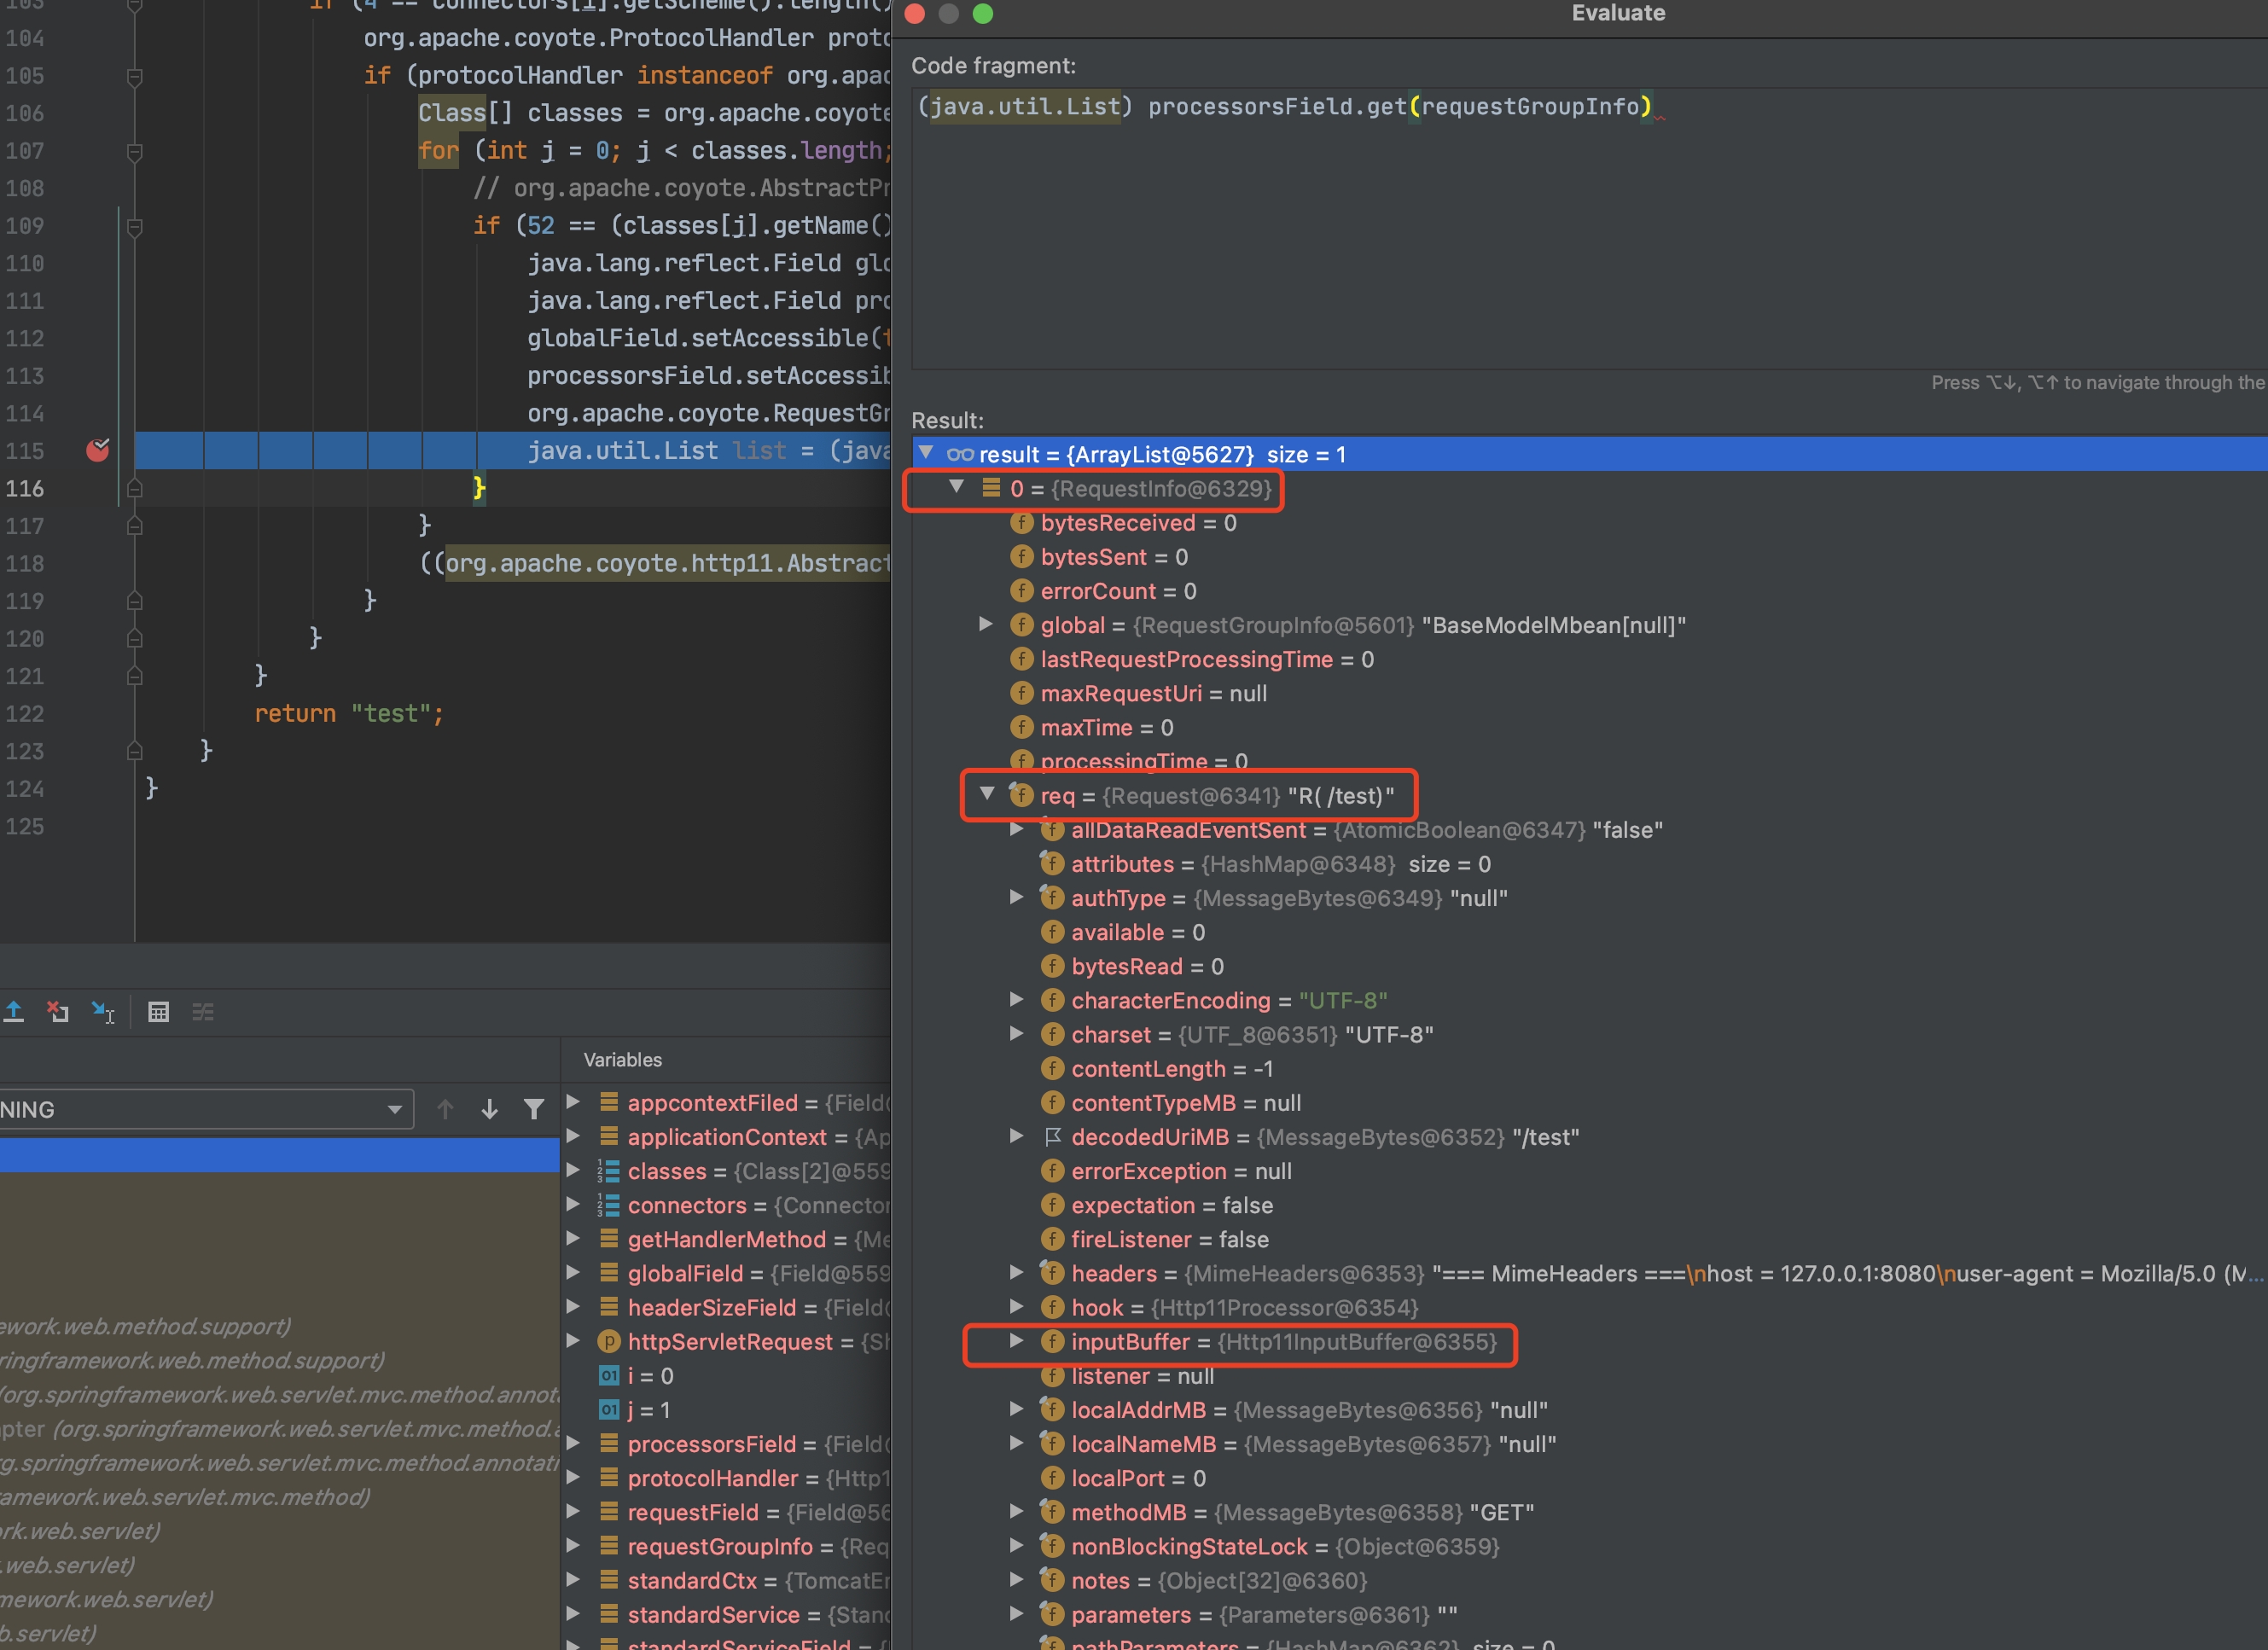 103 if (4 == connectors[i].getScheme().length()
104 org.apache.coyote.ProtocolHandler proto
105 if (protocolHandler instanceof org.apac
106 Class[] classes = org.apache.coyote
107 for (int j = 0; j < classes.length;
108 // org.apache.coyote.AbstractPr
109 if (52 == (classes[j].getName()
110 java.lang.reflect.Field glo
111 java.lang.reflect.Field pro
112 globalField.setAccessible(t
113 processorsField.setAccessib
114 org.apache.coyote.RequestGr
115 java.util.List list = (java
116 }
117 }
118 ((org.apache.coyote.http11.Abstract
119 }
120 }
121 }
122 return "test";
123 }
124 }
125
NING
ework.web.method.support)
ringframework.web.method.support)
(org.springframework.web.servlet.mvc.method.annota
apter (org.springframework.web.servlet.mvc.method.a
rg.springframework.web.servlet.mvc.method.annotati
ramework.web.servlet.mvc.method)
ork.web.servlet)
.web.servlet)
mework.web.servlet)
b.servlet)
Variables
appcontextFiled = {Field@
applicationContext = {Ap
classes = {Class[2]@559
connectors = {Connector
getHandlerMethod = {Me
globalField = {Field@559
headerSizeField = {Field@
httpServletRequest = {Sh
i = 0
j = 1
processorsField = {Field@
protocolHandler = {Http1
requestField = {Field@56
requestGroupInfo = {Req
standardCtx = {TomcatEm
standardService = {Stand
standardServiceField = {
Evaluate
Code fragment:
(java.util.List) processorsField.get(requestGroupInfo)
Press ⌥↓, ⌥↑ to navigate through the
Result:
result = {ArrayList@5627} size = 1
0 = {RequestInfo@6329}
bytesReceived = 0
bytesSent = 0
errorCount = 0
global = {RequestGroupInfo@5601} "BaseModelMbean[null]"
lastRequestProcessingTime = 0
maxRequestUri = null
maxTime = 0
processingTime = 0
req = {Request@6341} "R( /test)"
allDataReadEventSent = {AtomicBoolean@6347} "false"
attributes = {HashMap@6348} size = 0
authType = {MessageBytes@6349} "null"
available = 0
bytesRead = 0
characterEncoding = "UTF-8"
charset = {UTF_8@6351} "UTF-8"
contentLength = -1
contentTypeMB = null
decodedUriMB = {MessageBytes@6352} "/test"
errorException = null
expectation = false
fireListener = false
headers = {MimeHeaders@6353} "=== MimeHeaders ===\nhost = 127.0.0.1:8080\nuser-agent = Mozilla/5.0 (M...
hook = {Http11Processor@6354}
inputBuffer = {Http11InputBuffer@6355}
listener = null
localAddrMB = {MessageBytes@6356} "null"
localNameMB = {MessageBytes@6357} "null"
localPort = 0
methodMB = {MessageBytes@6358} "GET"
nonBlockingStateLock = {Object@6359}
notes = {Object[32]@6360}
parameters = {Parameters@6361} ""
pathParameters = {HashMap@6362} size = 0